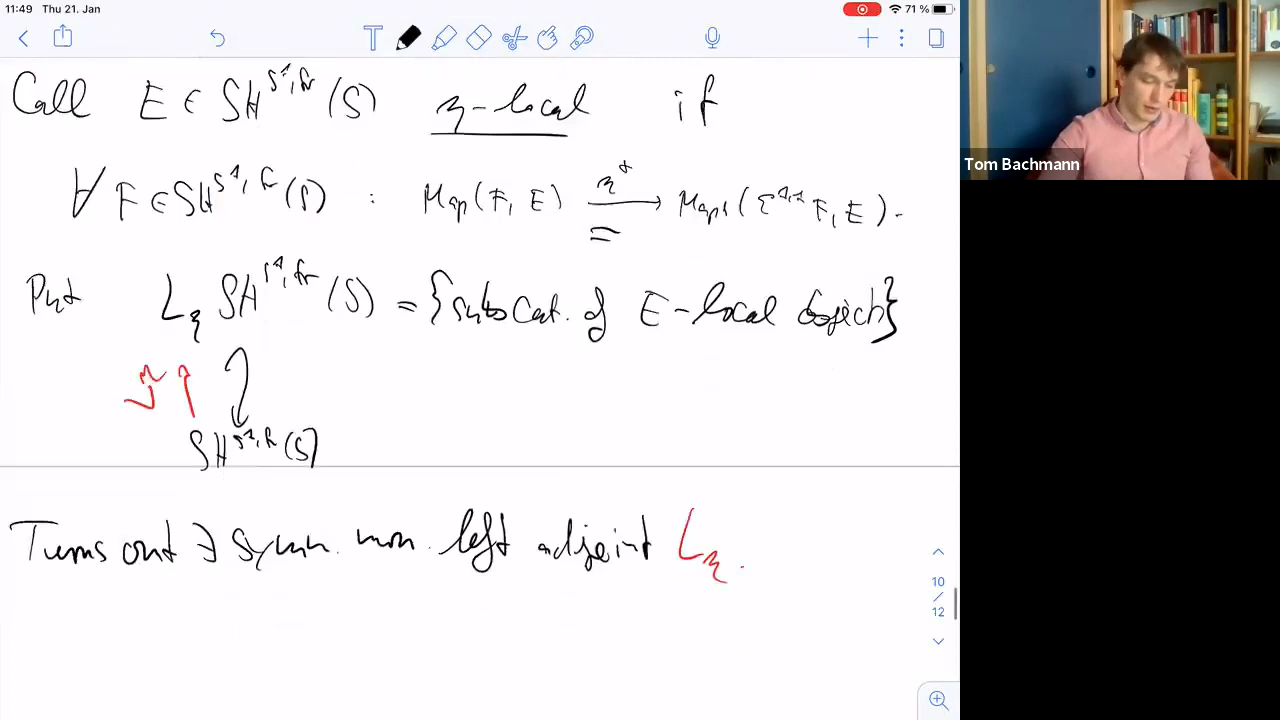 11:49 Thu 21. Jan
71 %
Call E ∈ SH^{S^1,fr}(S) η-local if
∀ F ∈ SH^{S^1,fr}(S) : Map(F, E) \xrightarrow[≃]{η^*} Map(Σ^{1,1} F, E).
Put L_η SH^{S^1,fr}(S) = {subcat. of E-local objects}
L_η
SH^{S^1,fr}(S)
Turns out ∃ symm. mon. left adjoint L_η.
10
/
12
Tom Bachmann